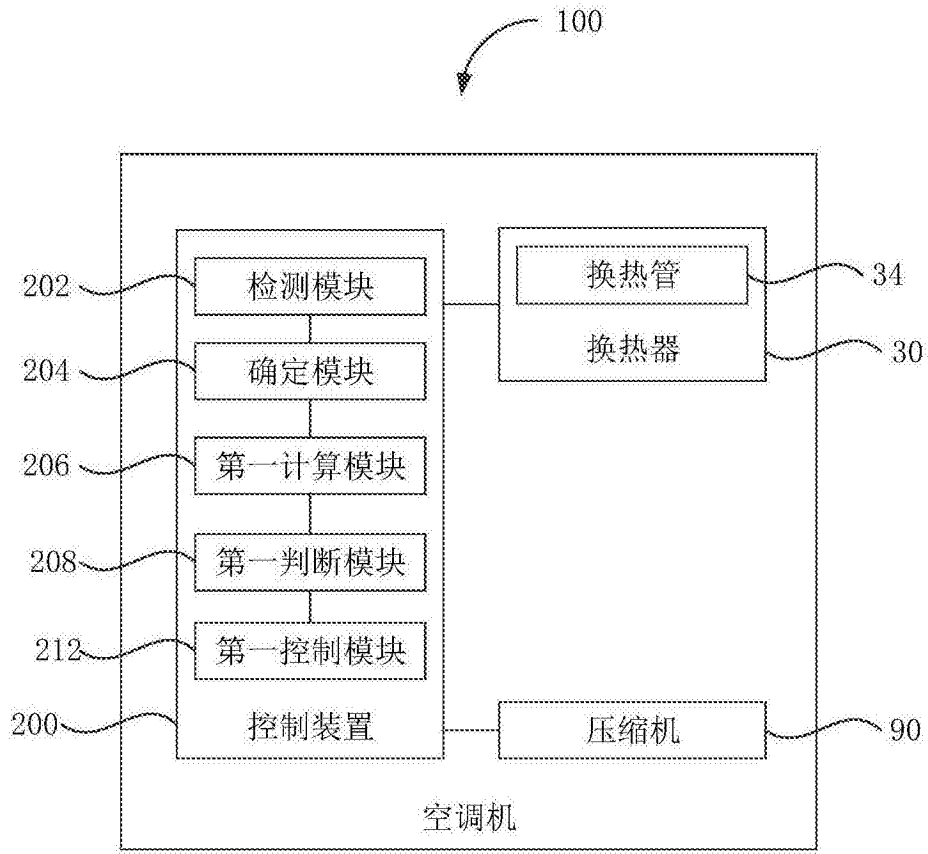 100
202
检测模块
换热管
34
204
确定模块
换热器
30
206
第一计算模块
208
第一判断模块
212
第一控制模块
200
控制装置
压缩机
90
空调机